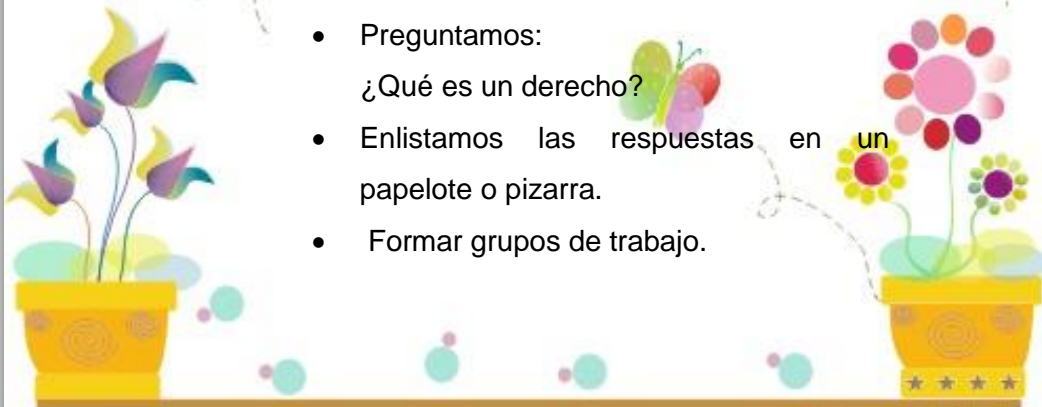 • Preguntamos:
¿Qué es un derecho?
• Enlistamos las respuestas en un
papelote o pizarra.
• Formar grupos de trabajo.